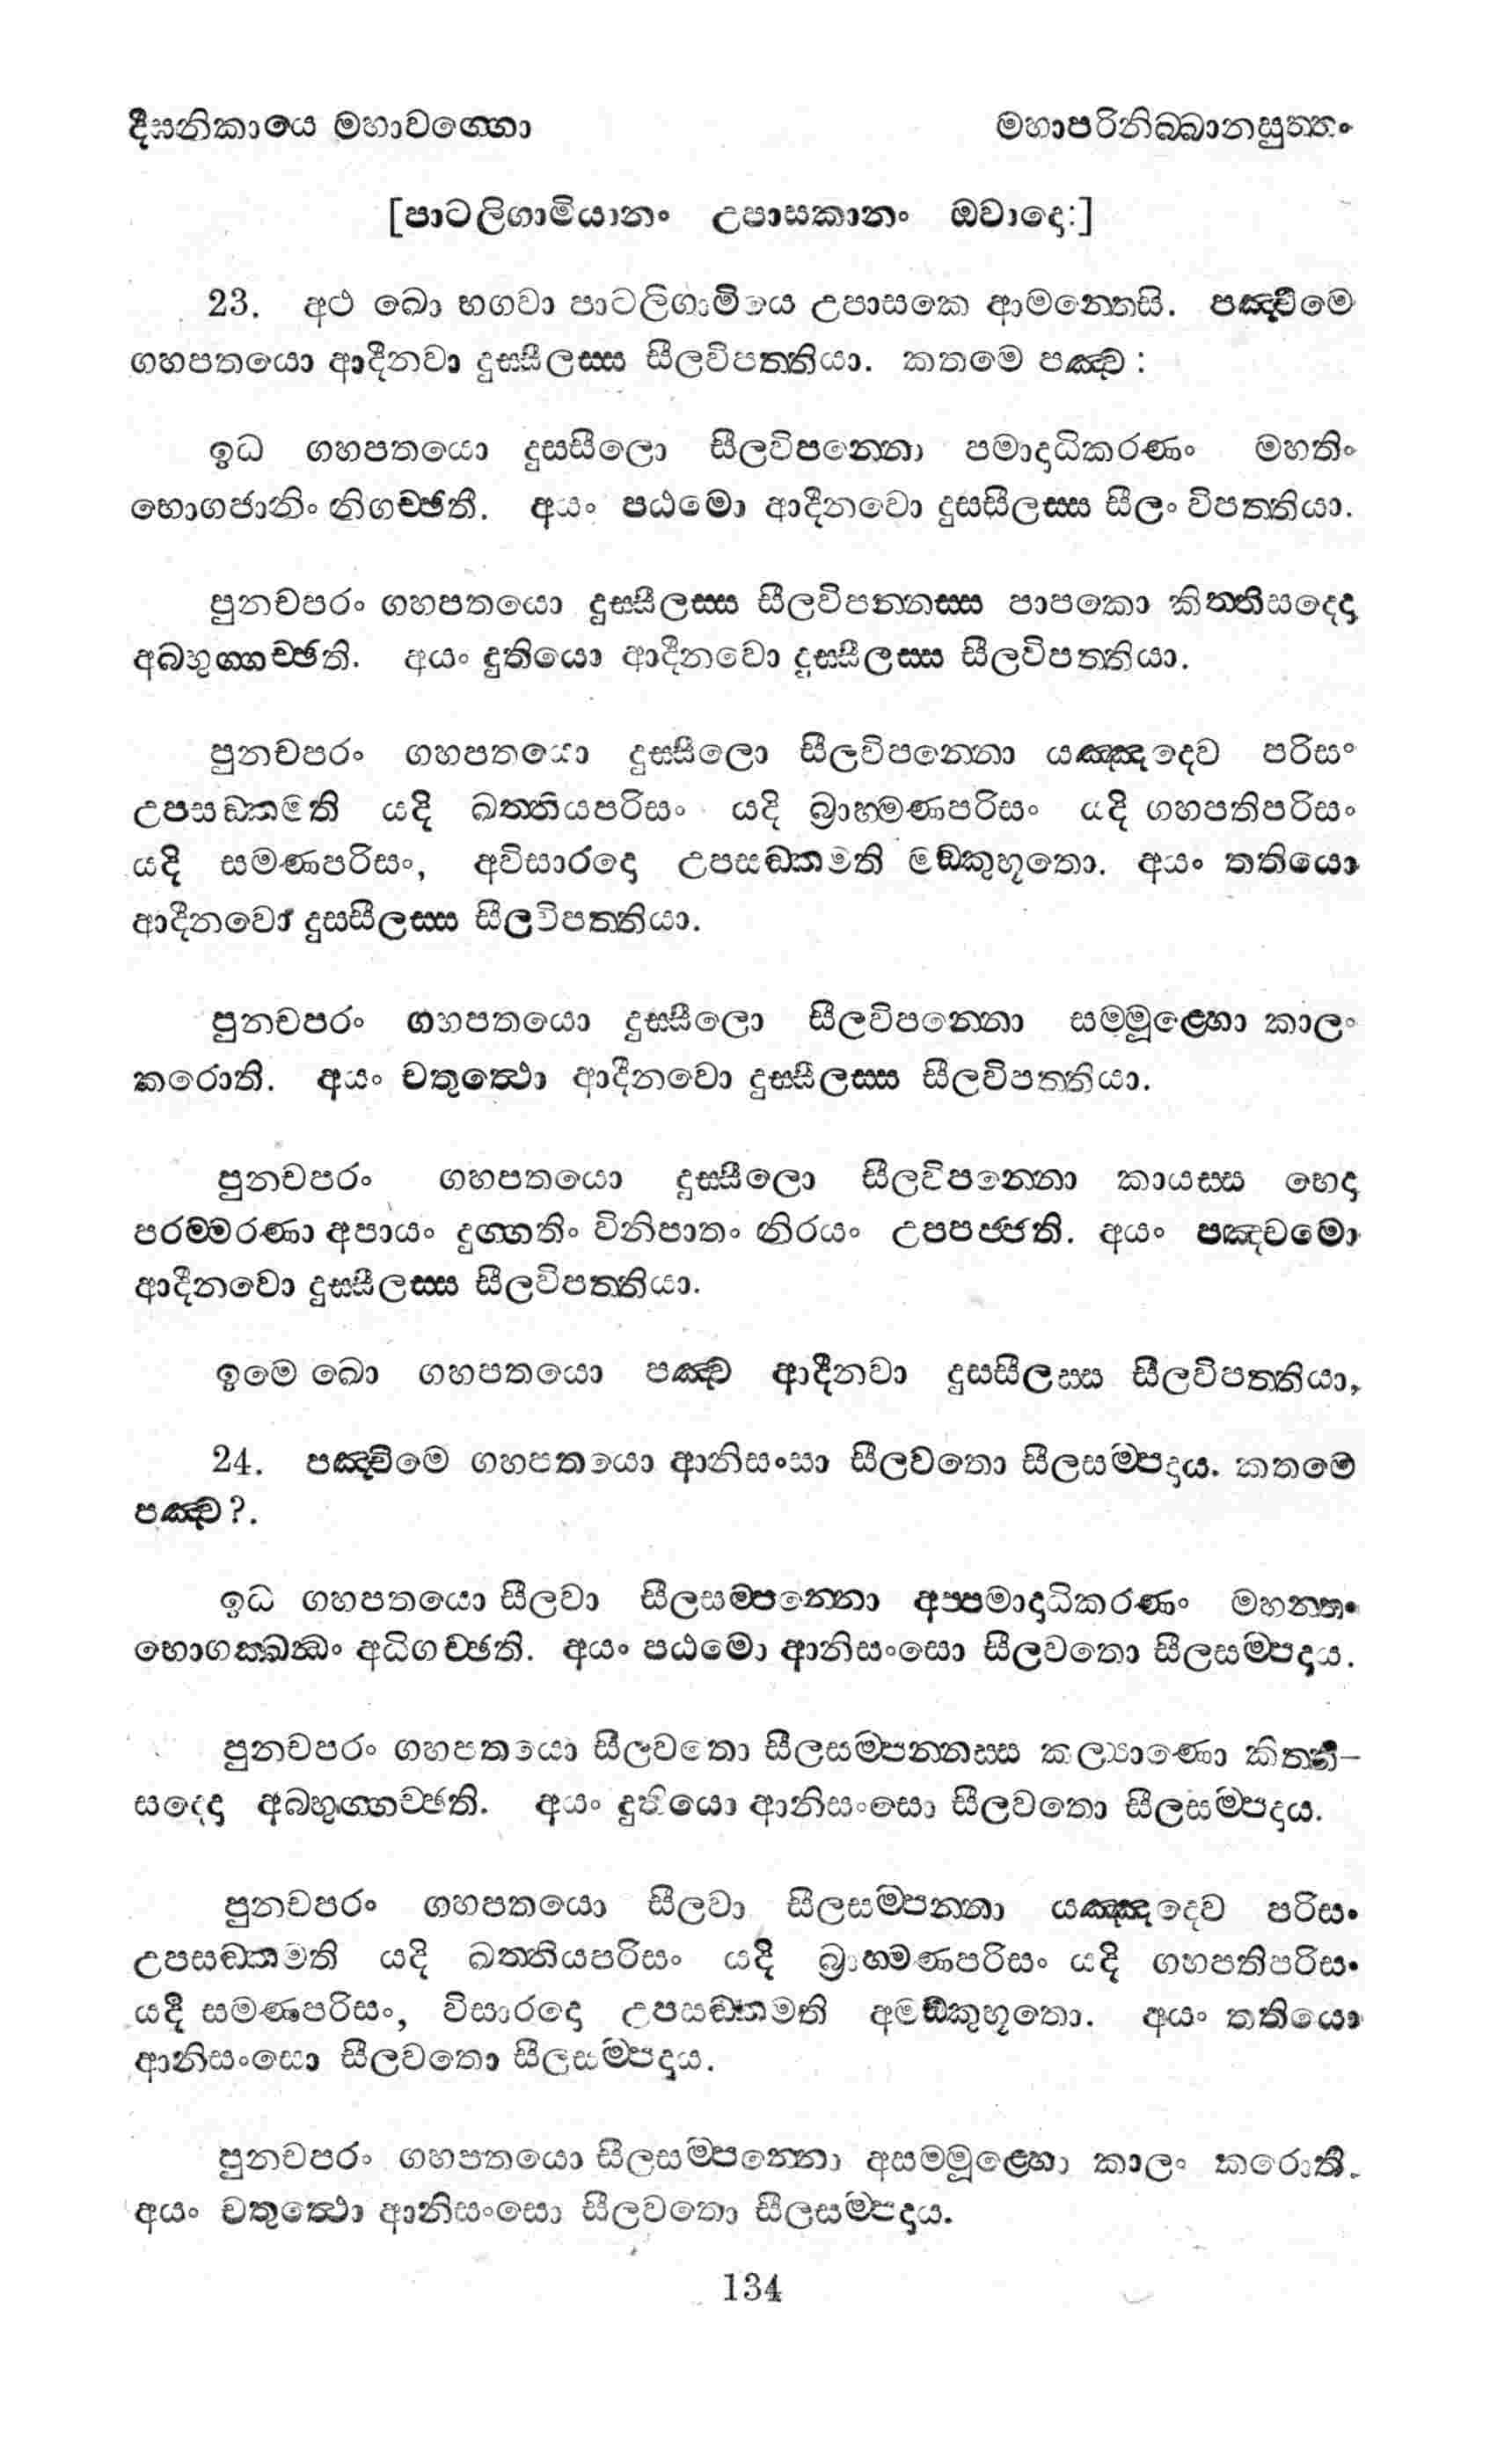 දීඝනිකායෙ මහාවග්ගො මහාපරිනිබ්බානසුත්තං
[පාටලිගාමියානං උපාසකානං ඔවාදො:]
23. අථ ඛො භගවා පාටලිගාමියෙ උපාසකෙ ආමන්තෙසි. පඤ්චිමෙ
ගහපතයො ආදීනවා දුස්සීලස්ස සීලවිපත්තියා. කතමෙ පඤ්ච :
ඉධ ගහපතයො දුස්සීලො සීලවිපන්නො පමාදාධිකරණං මහතිං
භොගජානිං නිගච්ඡති. අයං පඨමො ආදීනවො දුස්සීලස්ස සීලං විපත්තියා.
පුනචපරං ගහපතයො දුස්සීලස්ස සීලවිපන්නස්ස පාපකො කිත්තිසද්දො
අබභුග්ගච්ඡති. අයං දුතියො ආදීනවො දුස්සීලස්ස සීලවිපත්තියා.
පුනචපරං ගහපතයො දුස්සීලො සීලවිපන්නො යඤ්ඤදෙව පරිසං
උපසඞ්කමති යදි ඛත්තියපරිසං යදි බ්‍රාහ්මණපරිසං යදි ගහපතිපරිසං
යදි සමණපරිසං, අවිසාරදො උපසඞ්කමති මඞ්කුභූතො. අයං තතියො
ආදීනවො දුස්සීලස්ස සීලවිපත්තියා.
පුනචපරං ගහපතයො දුස්සීලො සීලවිපන්නො සම්මූළ්හො කාලං
කරොති. අයං චතුත්ථො ආදීනවො දුස්සීලස්ස සීලවිපත්තියා.
පුනචපරං ගහපතයො දුස්සීලො සීලවිපන්නො කායස්ස භෙදා
පරම්මරණා අපායං දුග්ගතිං විනිපාතං නිරයං උපපජ්ජති. අයං පඤ්චමො
ආදීනවො දුස්සීලස්ස සීලවිපත්තියා.
ඉමෙ ඛො ගහපතයො පඤ්ච ආදීනවා දුස්සීලස්ස සීලවිපත්තියා,
24. පඤ්චිමෙ ගහපතයො ආනිසංසා සීලවතො සීලසම්පදාය. කතමෙ
පඤ්ච?.
ඉධ ගහපතයො සීලවා සීලසම්පන්නො අප්පමාදාධිකරණං මහන්තං
භොගක්ඛන්ධං අධිගච්ඡති. අයං පඨමො ආනිසංසො සීලවතො සීලසම්පදාය.
පුනචපරං ගහපතයො සීලවතො සීලසම්පන්නස්ස කල්‍යාණො කිත්ති-
සද්දො අබභුග්ගච්ඡති. අයං දුතියො ආනිසංසො සීලවතො සීලසම්පදාය.
පුනචපරං ගහපතයො සීලවා සීලසම්පන්නා යඤ්ඤදෙව පරිසං
උපසඞ්කමති යදි ඛත්තියපරිසං යදි බ්‍රාහ්මණපරිසං යදි ගහපතිපරිසං
යදි සමණපරිසං, විසාරදො උපසඞ්කමති අමඞ්කුභූතො. අයං තතියො
ආනිසංසො සීලවතො සීලසම්පදාය.
පුනචපරං ගහපතයො සීලසම්පන්නො අසම්මූළ්හො කාලං කරොති.
අයං චතුත්ථො ආනිසංසො සීලවතො සීලසම්පදාය.
134